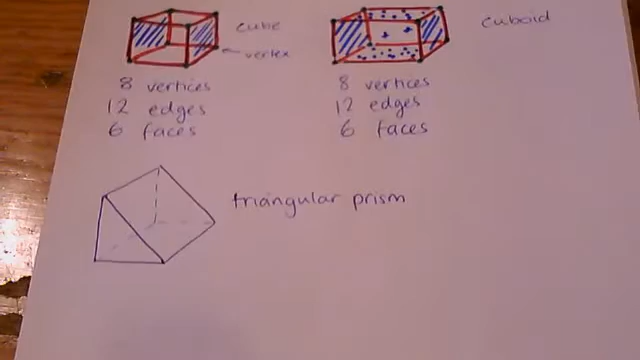 cube
vertex
8 vertices
12 edges
6 faces
cuboid
8 vertices
12 edges
6 faces
triangular prism